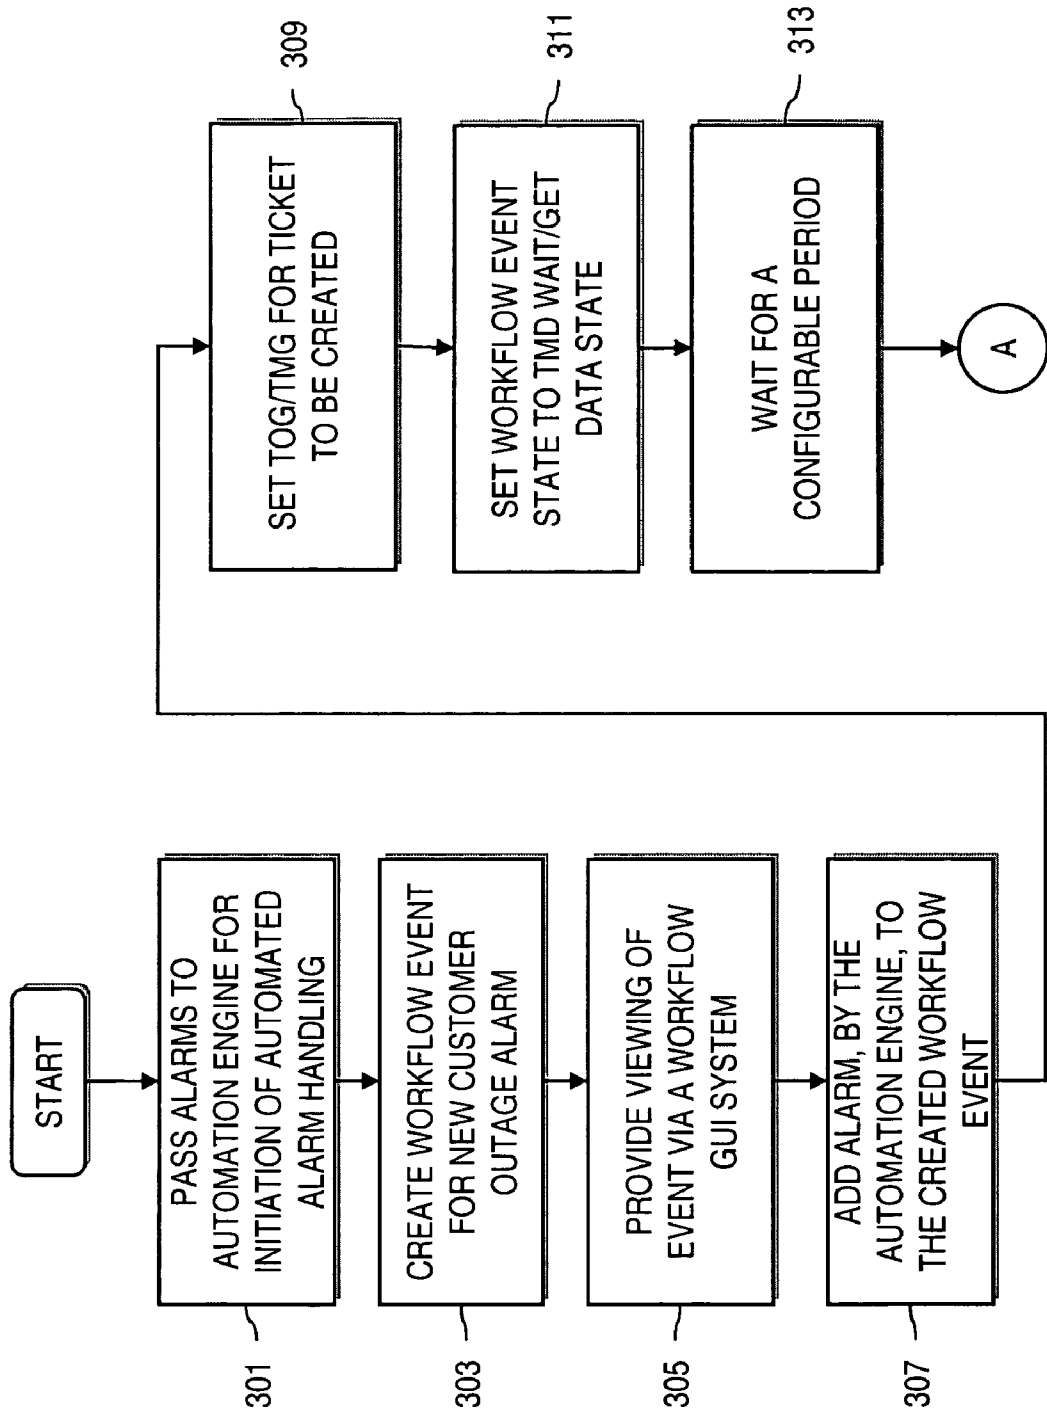 START
PASS ALARMS TO
AUTOMATION ENGINE FOR
INITIATION OF AUTOMATED
ALARM HANDLING
301
CREATE WORKFLOW EVENT
FOR NEW CUSTOMER
OUTAGE ALARM
303
PROVIDE VIEWING OF
EVENT VIA A WORKFLOW
GUI SYSTEM
305
ADD ALARM, BY THE
AUTOMATION ENGINE, TO
THE CREATED WORKFLOW
EVENT
307
SET TOG/TMG FOR TICKET
TO BE CREATED
309
SET WORKFLOW EVENT
STATE TO TMD WAIT/GET
DATA STATE
311
WAIT FOR A
CONFIGURABLE PERIOD
313
A